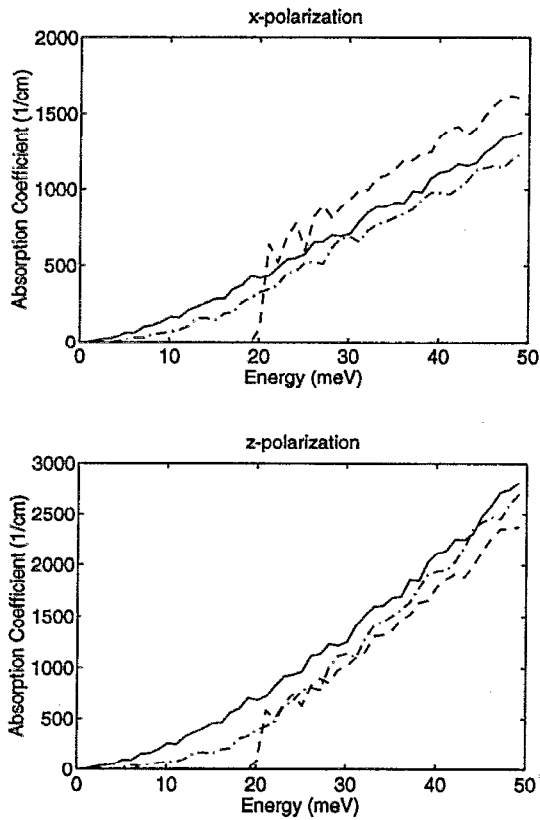 x-polarization
2000
1500
1000
500
0
Absorption Coefficient (1/cm)
0 10 20 30 40 50
Energy (meV)
z-polarization
3000
2500
2000
1500
1000
500
0
Absorption Coefficient (1/cm)
0 10 20 30 40 50
Energy (meV)